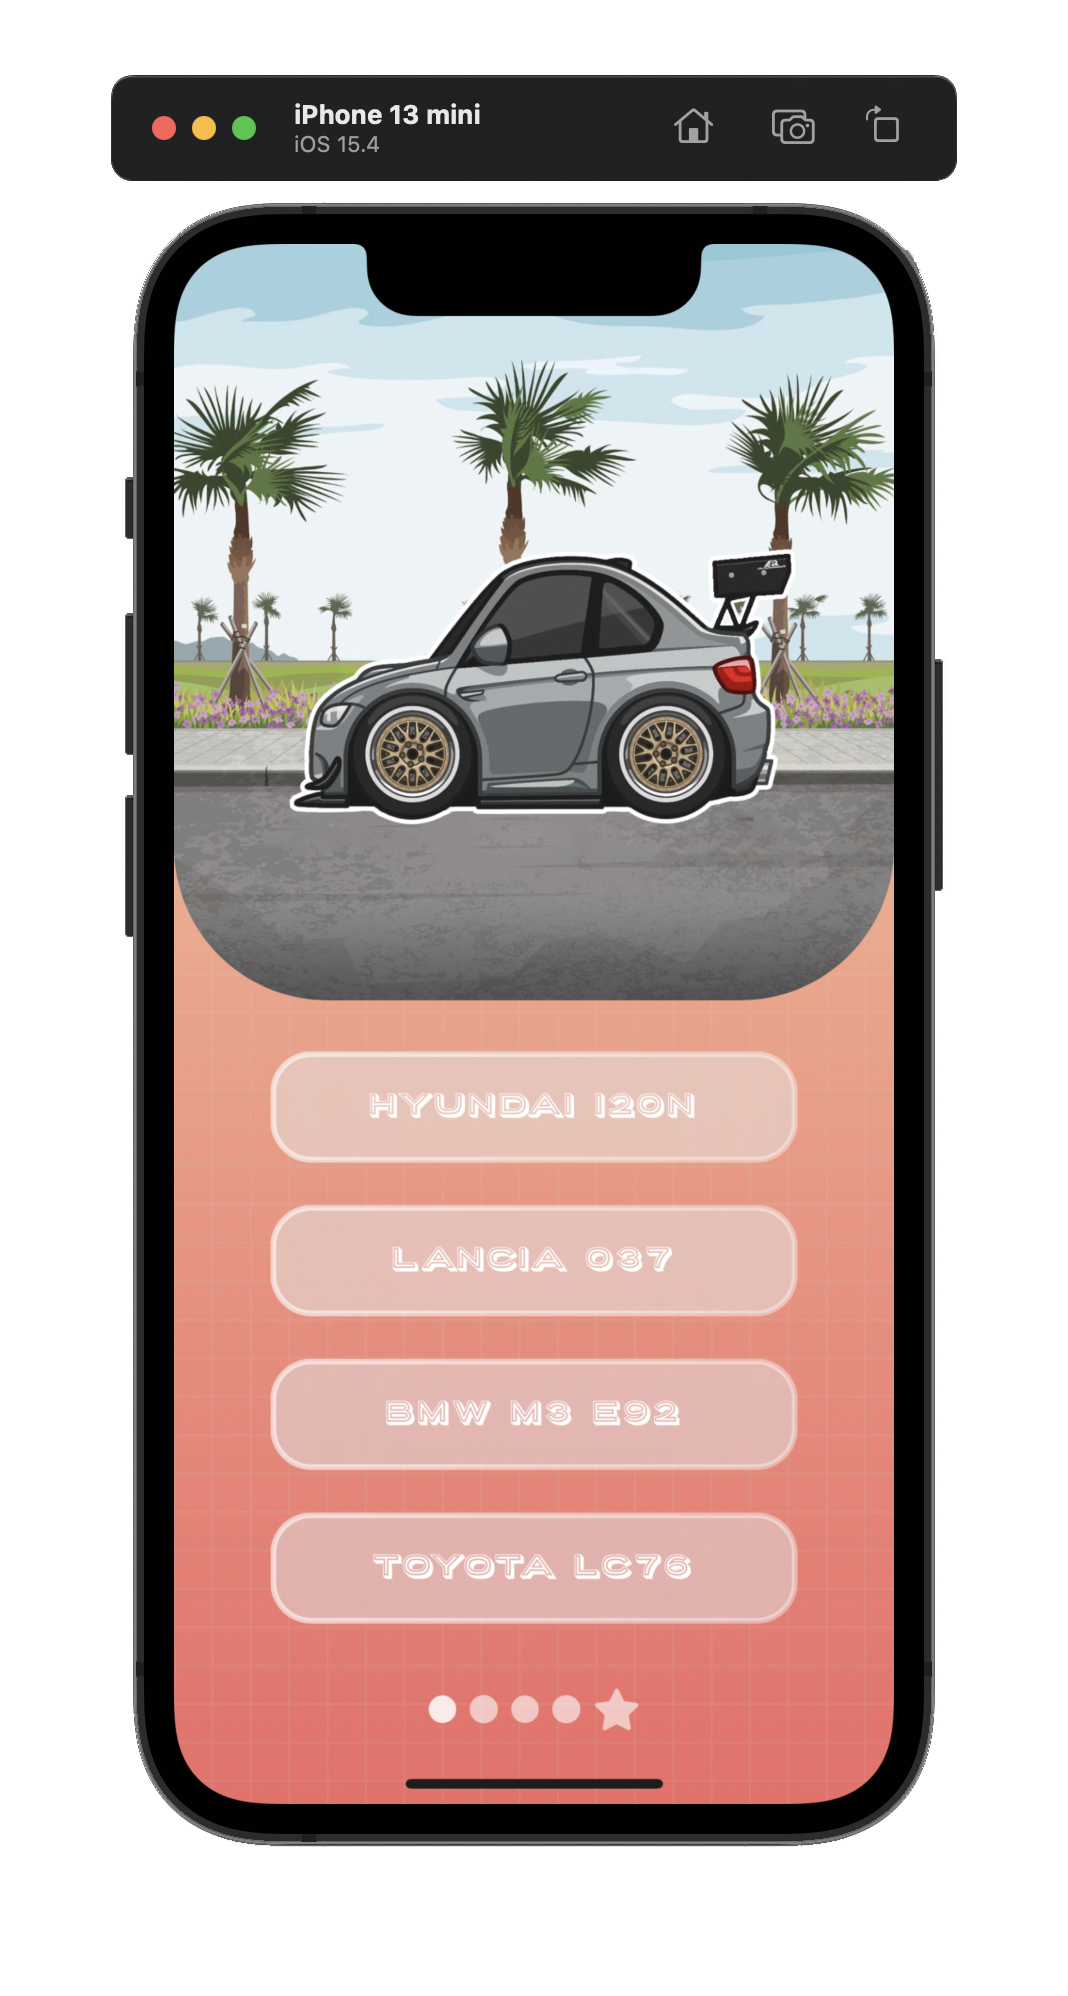 iPhone 13 mini
iOS 15.4
HYUNDAI I20N
LANCIA 037
BMW M3 E92
TOYOTA LC76